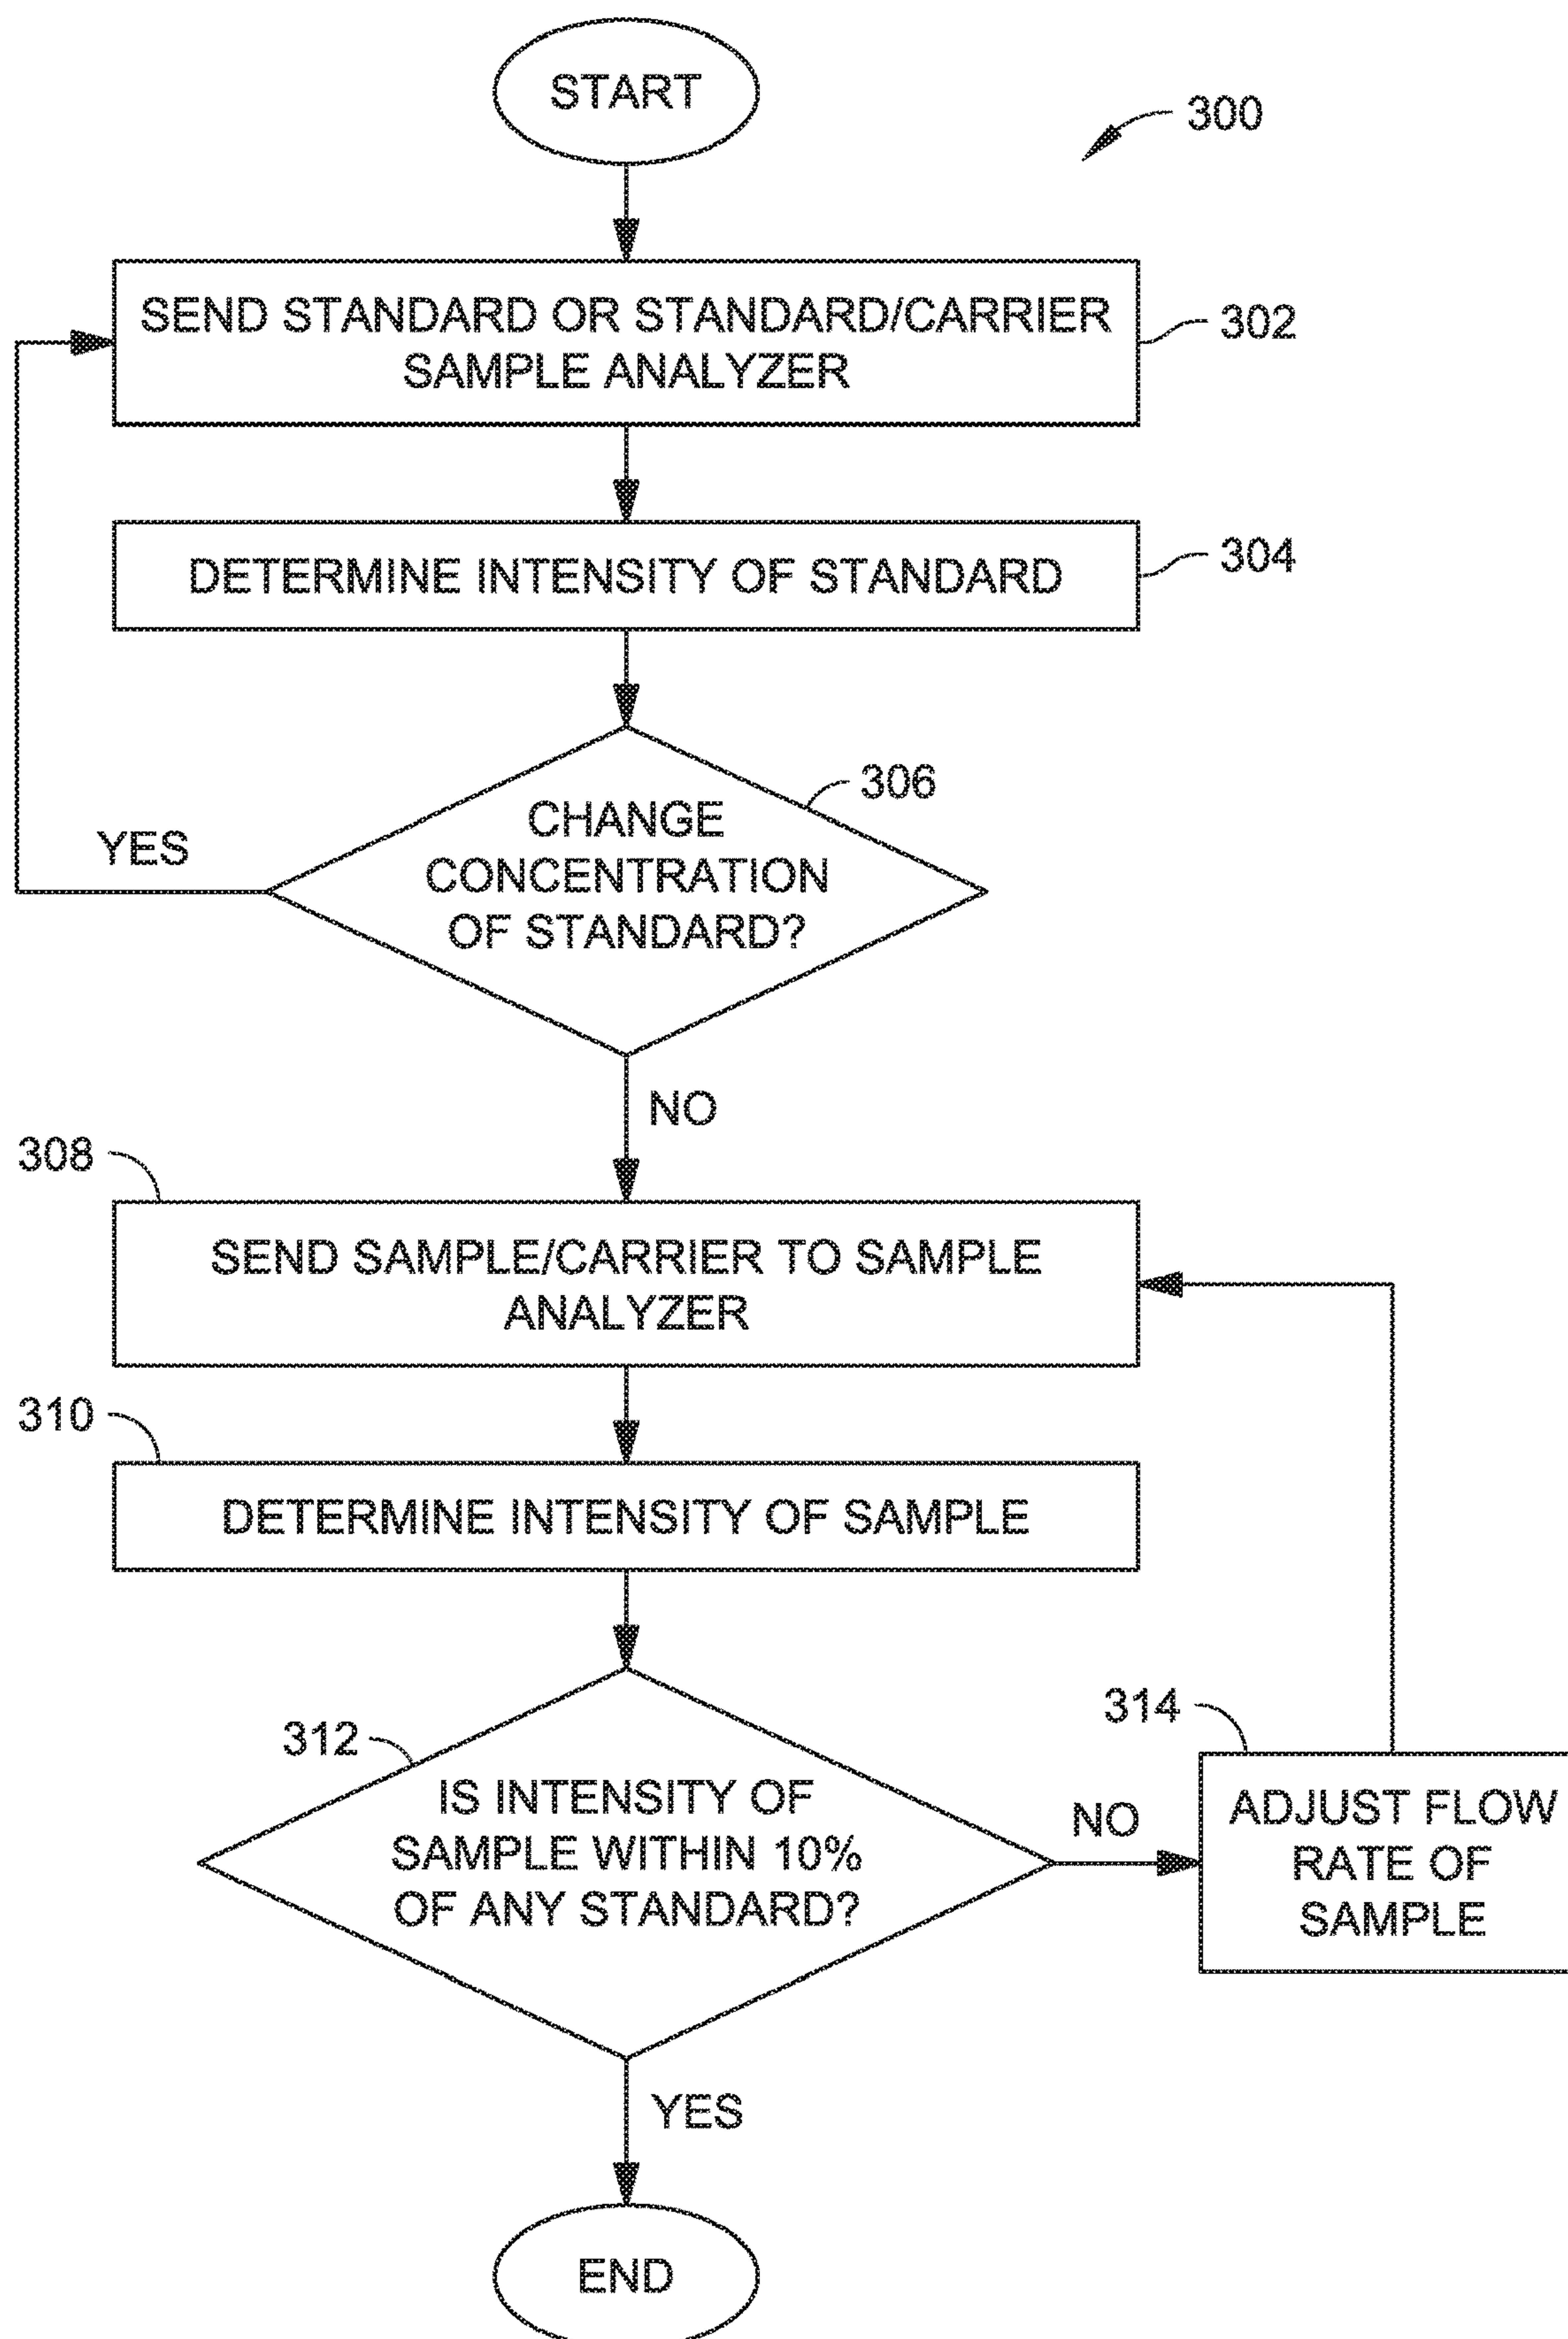 START
300
SEND STANDARD OR STANDARD/CARRIER
SAMPLE ANALYZER
302
DETERMINE INTENSITY OF STANDARD
304
306
CHANGE
CONCENTRATION
OF STANDARD?
YES
NO
308
SEND SAMPLE/CARRIER TO SAMPLE
ANALYZER
310
DETERMINE INTENSITY OF SAMPLE
312
IS INTENSITY OF
SAMPLE WITHIN 10%
OF ANY STANDARD?
NO
314
ADJUST FLOW
RATE OF
SAMPLE
YES
END